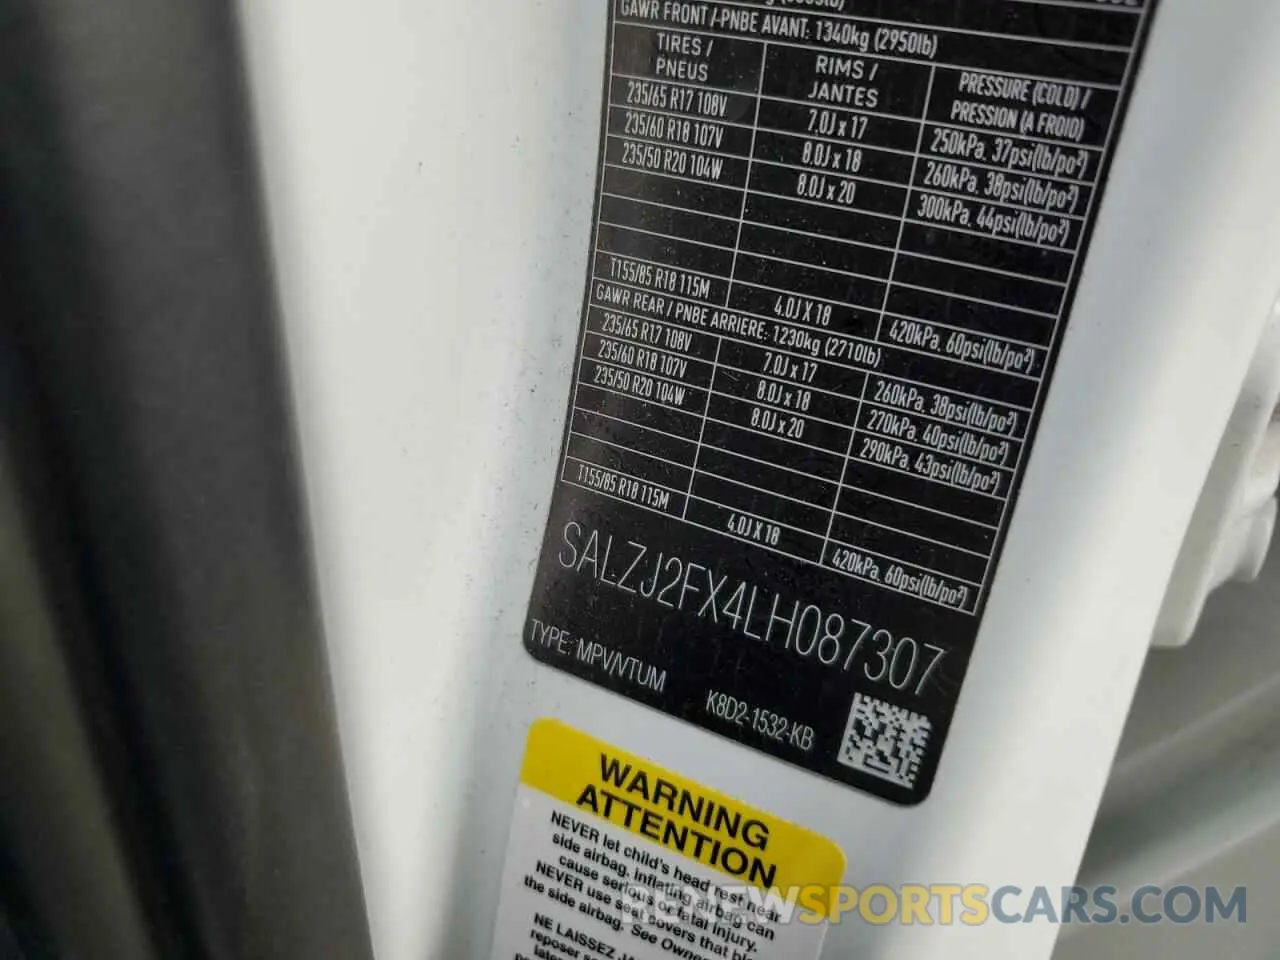 GAWR FRONT /-PNBE AVANT: 1340kg (2950lb)
TIRES / PNEUS RIMS / JANTES PRESSURE (COLD) / PRESSION (A FROID)
235/65 R17 108V 7.0J x 17 250kPa. 37psi(lb/po²)
235/60 R18 107V 8.0J x 18 260kPa. 38psi(lb/po²)
235/50 R20 104W 8.0J x 20 300kPa. 44psi(lb/po²)
T155/85 R18 115M 4.0J X 18 420kPa. 60psi(lb/po²)
GAWR REAR / PNBE ARRIERE: 1230kg (2710lb)
235/65 R17 108V 7.0J x 17 260kPa. 38psi(lb/po²)
235/60 R18 107V 8.0J x 18 270kPa. 40psi(lb/po²)
235/50 R20 104W 8.0J x 20 290kPa. 43psi(lb/po²)
T155/85 R18 115M 4.0J X 18 420kPa. 60psi(lb/po²)
SALZJ2FX4LH087307
TYPE: MPV/VTUM
K8D2-1532-KB
WARNING
ATTENTION
NEVER let child's head rest near
side airbag, inflating airbag can
cause serious or fatal injury.
NEVER use seat covers that
the side airbag. See
NE LAISSEZ
reposer
RENEWSPORTSCARS.COM